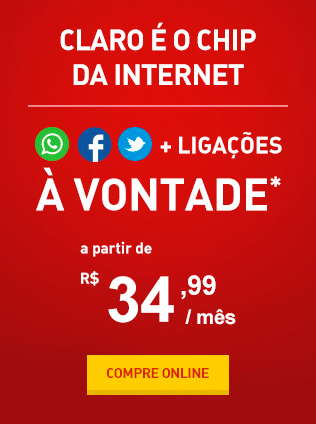 CLARO É O CHIP
DA INTERNET
+ LIGAÇÕES
À VONTADE*
a partir de
R$ 34,99
/ mês
COMPRE ONLINE